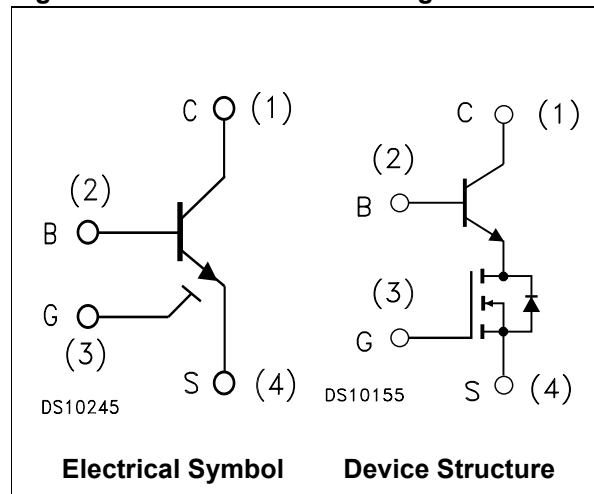 C (1)
(2)
B
G
(3)
S (4)
DS10245
C (1)
(2)
B
(3)
G
S (4)
DS10155
Electrical Symbol
Device Structure